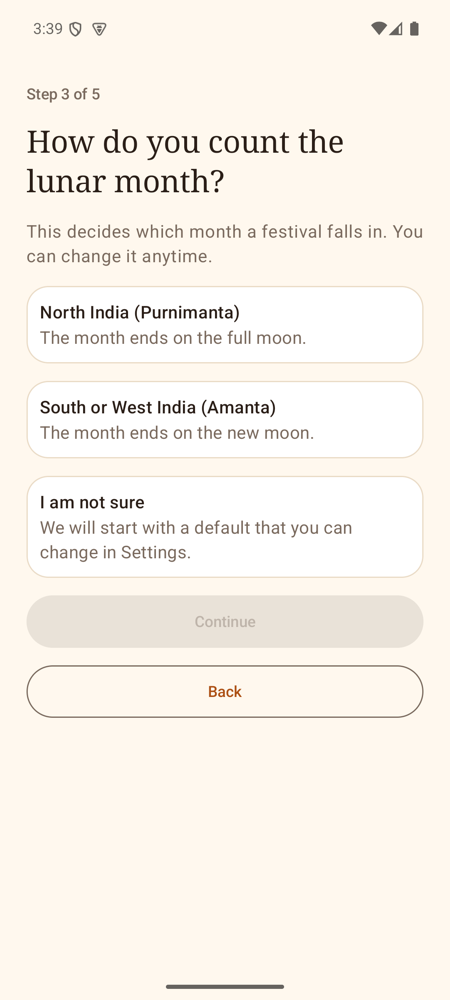 3:39
Step 3 of 5
How do you count the
lunar month?
This decides which month a festival falls in. You
can change it anytime.
North India (Purnimanta)
The month ends on the full moon.
South or West India (Amanta)
The month ends on the new moon.
I am not sure
We will start with a default that you can
change in Settings.
Continue
Back